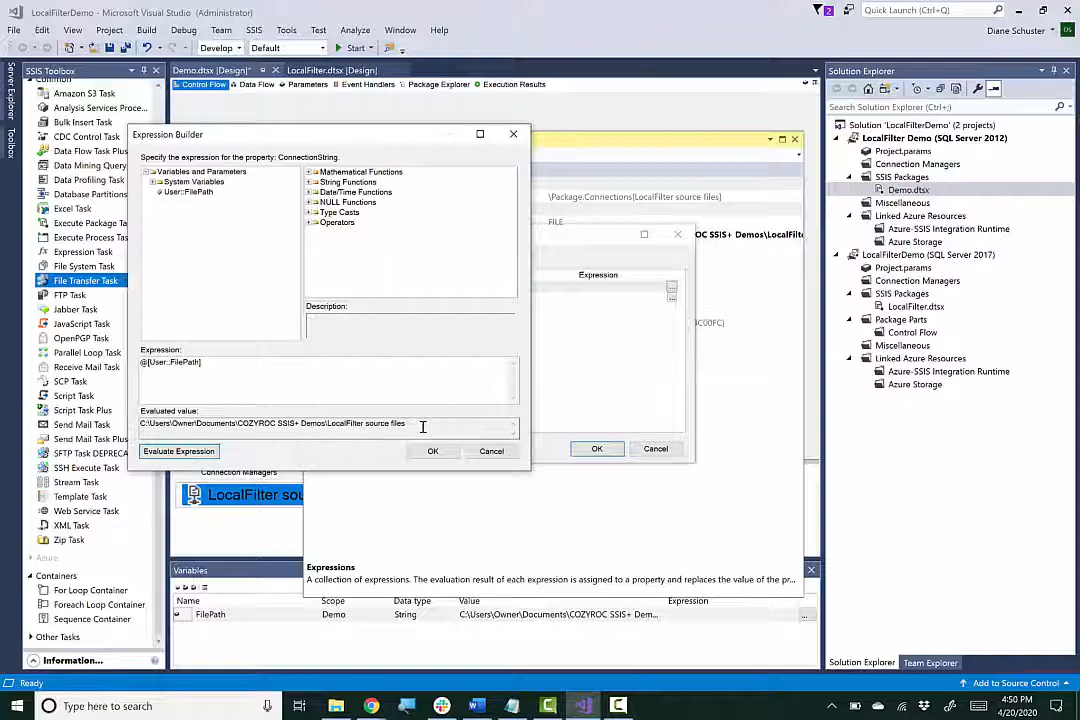 LocalFilterDemo - Microsoft Visual Studio (Administrator)
2
Quick Launch (Ctrl+Q)
File Edit View Project Build Debug Team Format SSIS Tools Test Analyze Window Help
Diane Schuster
DS
Develop
Default
Start
SSIS Toolbox
Demo.dtsx [Design]*
LocalFilter.dtsx [Design]
Solution Explorer
Server Explorer
Toolbox
Common
Amazon S3 Task
Analysis Services Proce...
Bulk Insert Task
CDC Control Task
Data Flow Task Plus
Data Mining Query
Data Profiling Task
Database Partitions
Excel Task
Execute Package Ta
Execute Process Tas
Expression Task
File System Task
File Transfer Task
FTP Task
Jabber Task
JavaScript Task
OpenPGP Task
Parallel Loop Task
Receive Mail Task
SCP Task
Script Task
Script Task Plus
Send Mail Task
Send Mail Task Plus
SFTP Task DEPRECA
SSH Execute Task
Stream Task
Template Task
Web Service Task
XML Task
Zip Task
Azure
Containers
For Loop Container
Foreach Loop Container
Sequence Container
Other Tasks
Information...
Control Flow
Data Flow
Parameters
Event Handlers
Package Explorer
Execution Results
Expression Builder
Specify the expression for the property: ConnectionString.
Variables and Parameters
System Variables
User::FilePath
Mathematical Functions
String Functions
Date/Time Functions
NULL Functions
Type Casts
Operators
Description:
Expression:
@[User::FilePath]
Evaluated value:
C:\Users\Owner\Documents\COZYROC SSIS+ Demos\LocalFilter source files
Evaluate Expression
OK
Cancel
\Package.Connections[LocalFilter source files]
FILE
OC SSIS+ Demos\LocalFilte
Expression
...
...
OK
Cancel
Connection Managers
LocalFilter sou
Expressions
A collection of expressions. The evaluation result of each expression is assigned to a property and replaces the value of the pr...
Variables
Name Scope Data type Value Expression
FilePath Demo String C:\Users\Owner\Documents\COZYROC SSIS+ Dem... ...
Search Solution Explorer (Ctrl+;)
Solution 'LocalFilterDemo' (2 projects)
LocalFilter Demo (SQL Server 2012)
Project.params
Connection Managers
SSIS Packages
Demo.dtsx
Miscellaneous
Linked Azure Resources
Azure-SSIS Integration Runtime
Azure Storage
LocalFilterDemo (SQL Server 2017)
Project.params
Connection Managers
SSIS Packages
LocalFilter.dtsx
Package Parts
Control Flow
Miscellaneous
Linked Azure Resources
Azure-SSIS Integration Runtime
Azure Storage
Solution Explorer
Team Explorer
Ready
Add to Source Control
Type here to search
4:50 PM
4/20/2020